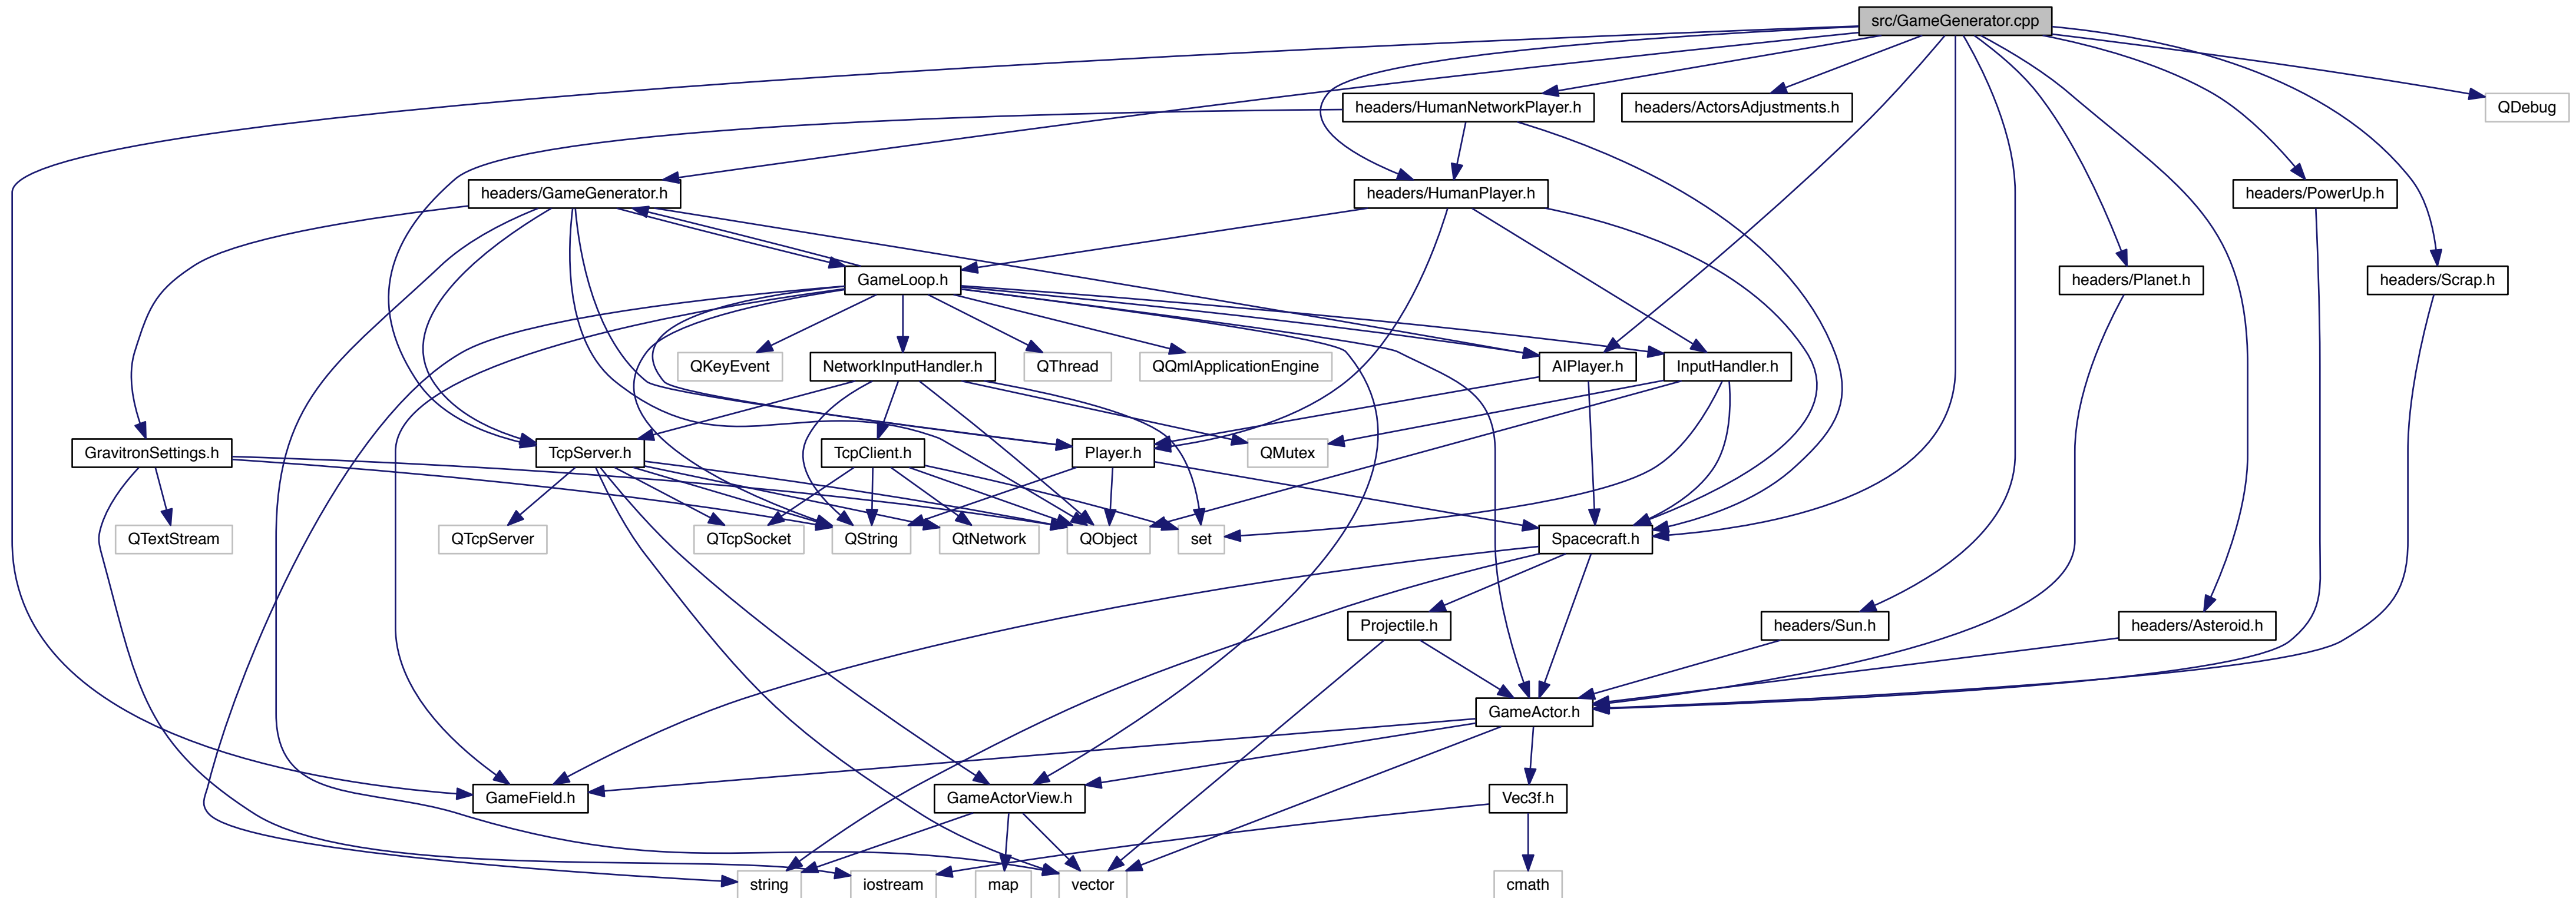 src/GameGenerator.cpp
headers/HumanNetworkPlayer.h
headers/ActorsAdjustments.h
QDebug
headers/GameGenerator.h
headers/HumanPlayer.h
headers/PowerUp.h
GameLoop.h
headers/Planet.h
headers/Scrap.h
QKeyEvent
NetworkInputHandler.h
QThread
QQmlApplicationEngine
AIPlayer.h
InputHandler.h
GravitronSettings.h
TcpServer.h
TcpClient.h
Player.h
QMutex
QTextStream
QTcpServer
QTcpSocket
QString
QtNetwork
QObject
set
Spacecraft.h
Projectile.h
headers/Sun.h
headers/Asteroid.h
GameActor.h
GameField.h
GameActorView.h
Vec3f.h
string
iostream
map
vector
cmath